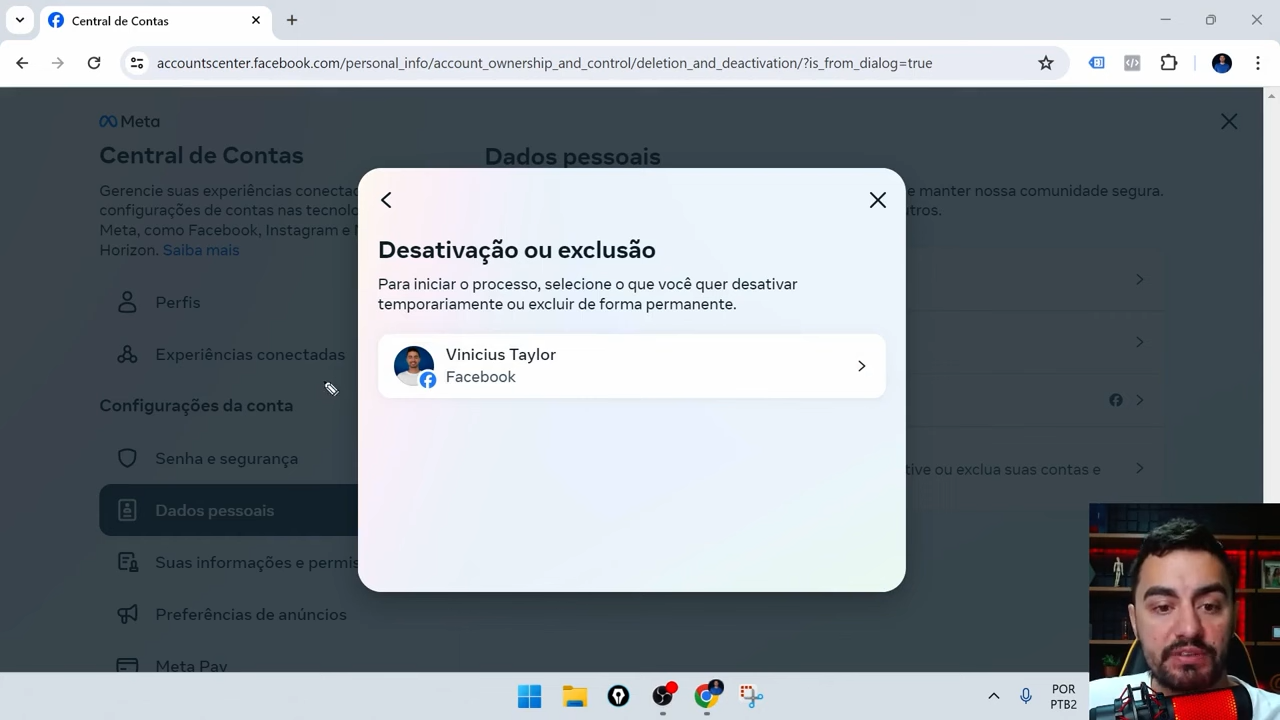 Central de Contas
accountscenter.facebook.com/personal_info/account_ownership_and_control/deletion_and_deactivation/?is_from_dialog=true
Meta
Central de Contas
Gerencie suas experiências conectad
configurações de contas nas tecnolo
Meta, como Facebook, Instagram e
Horizon. Saiba mais
Perfis
Experiências conectadas
Configurações da conta
Senha e segurança
Dados pessoais
Suas informações e permis
Preferências de anúncios
Meta Pay
Dados pessoais
e manter nossa comunidade segura.
utros.
tive ou exclua suas contas e
Desativação ou exclusão
Para iniciar o processo, selecione o que você quer desativar
temporariamente ou excluir de forma permanente.
Vinicius Taylor
Facebook
POR
PTB2